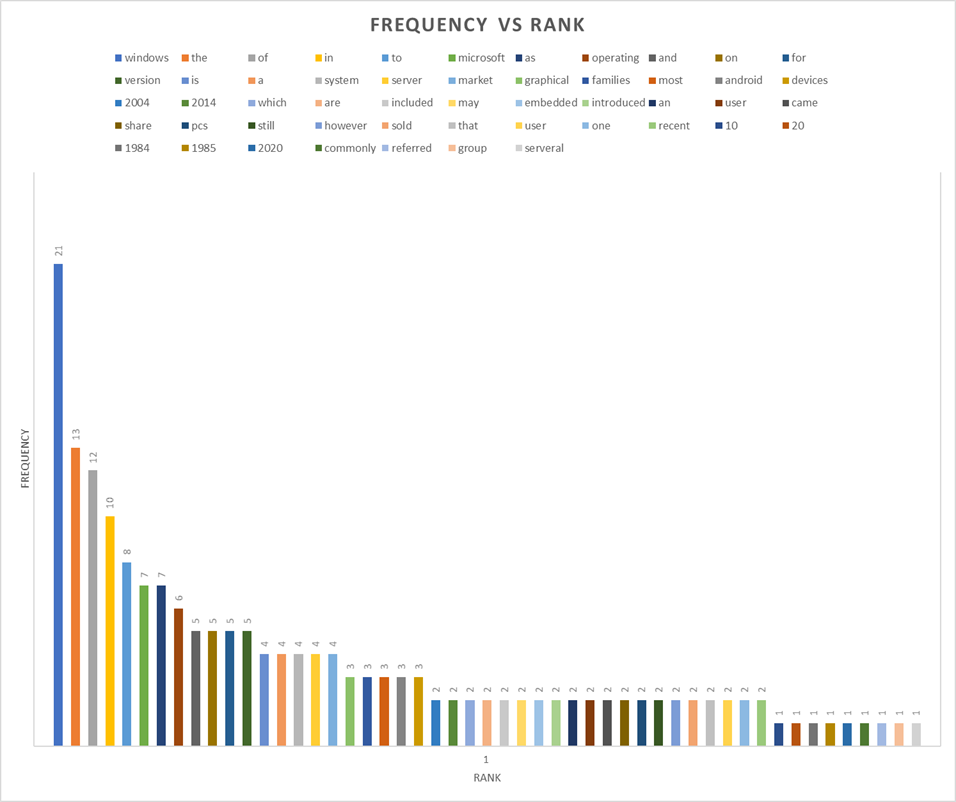 FREQUENCY VS RANK
windows the of in to microsoft as operating and on for
version is a system server market graphical families most android devices
2004 2014 which are included may embedded introduced an user came
share pcs still however sold that user one recent 10 20
1984 1985 2020 commonly referred group serveral
FREQUENCY
21 13 12 10 8 7 7 6 5 5 5 5 4 4 4 4 4 3 3 3 3 3 2 2 2 2 2 2 2 2 2 2 2 2 2 2 2 2 2 2 2 2 1 1 1 1 1 1 1 1 1
1
RANK